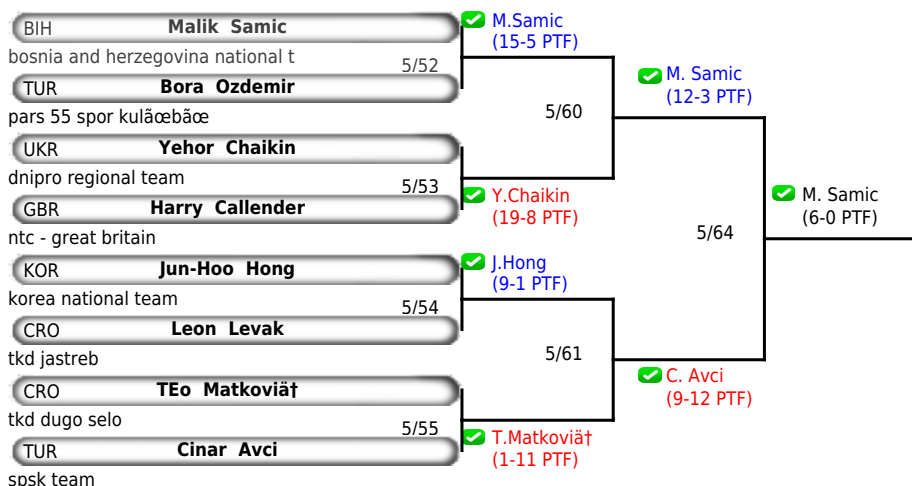 BIH Malik Samic
bosnia and herzegovina national t
5/52
TUR Bora Ozdemir
pars 55 spor kulãœbãœ
M.Samic
(15-5 PTF)
UKR Yehor Chaikin
dnipro regional team
5/53
GBR Harry Callender
ntc - great britain
Y.Chaikin
(19-8 PTF)
5/60
M. Samic
(12-3 PTF)
KOR Jun-Hoo Hong
korea national team
5/54
CRO Leon Levak
tkd jastreb
J.Hong
(9-1 PTF)
CRO TEo Matkoviä†
tkd dugo selo
5/55
TUR Cinar Avci
spsk team
T.Matkoviä†
(1-11 PTF)
5/61
C. Avci
(9-12 PTF)
5/64
M. Samic
(6-0 PTF)